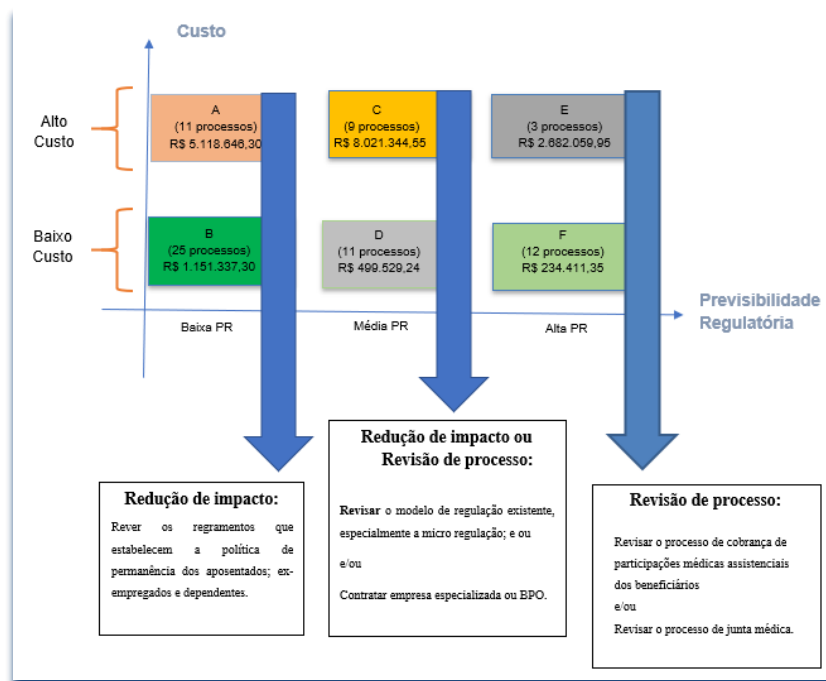 Custo
Alto
Custo
A
(11 processos)
R$ 5.118.646,30
C
(9 processos)
R$ 8.021.344,55
E
(3 processos)
R$ 2.682.059,95
Baixo
Custo
B
(25 processos)
R$ 1.151.337,30
D
(11 processos)
R$ 499.529,24
F
(12 processos)
R$ 234.411,35
Previsibilidade
Regulatória
Baixa PR
Média PR
Alta PR
Redução de impacto:
Rever os regramentos que
estabelecem a política de
permanência dos aposentados; ex-
empregados e dependentes.
Redução de impacto ou
Revisão de processo:
Revisar o modelo de regulação existente,
especialmente a micro regulação; e ou
e/ou
Contratar empresa especializada ou BPO.
Revisão de processo:
Revisar o processo de cobrança de
participações médicas assistenciais
dos beneficiários
e/ou
Revisar o processo de junta médica.